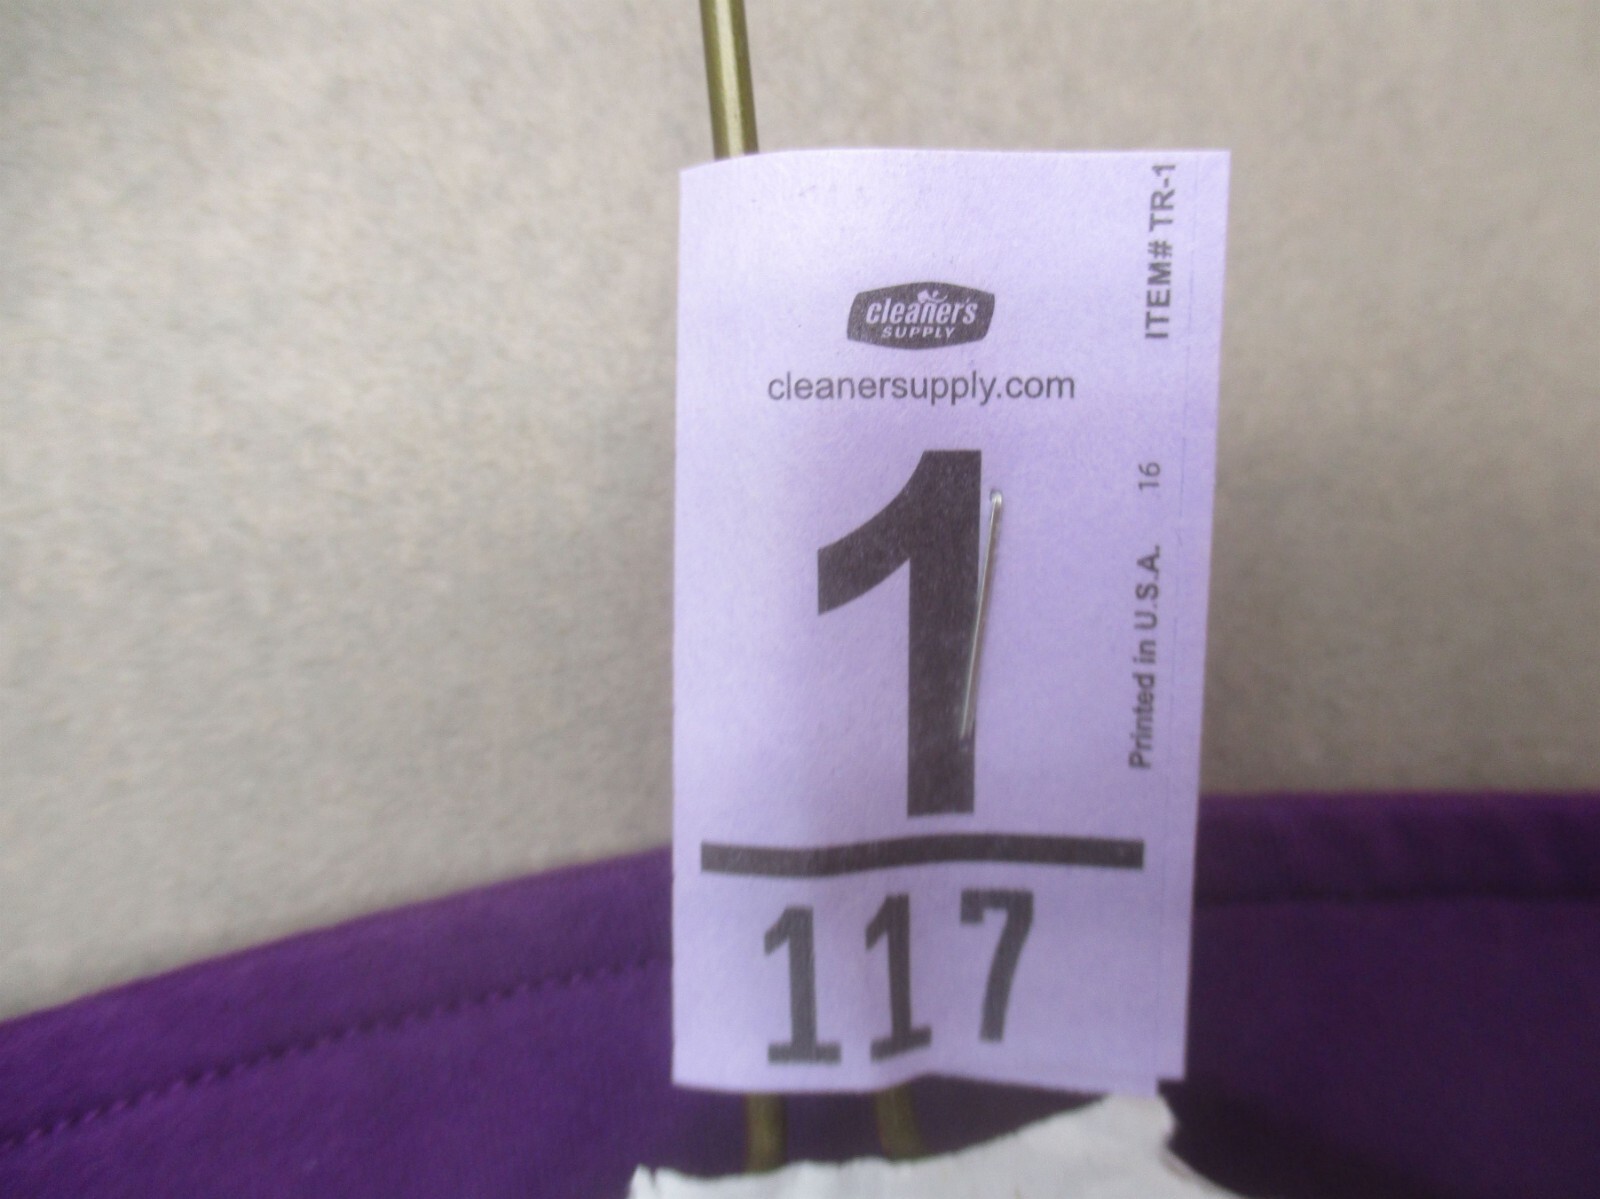 cleaner's
SUPPLY
cleanersupply.com
1
117
ITEM# TR-1
Printed in U.S.A. 16